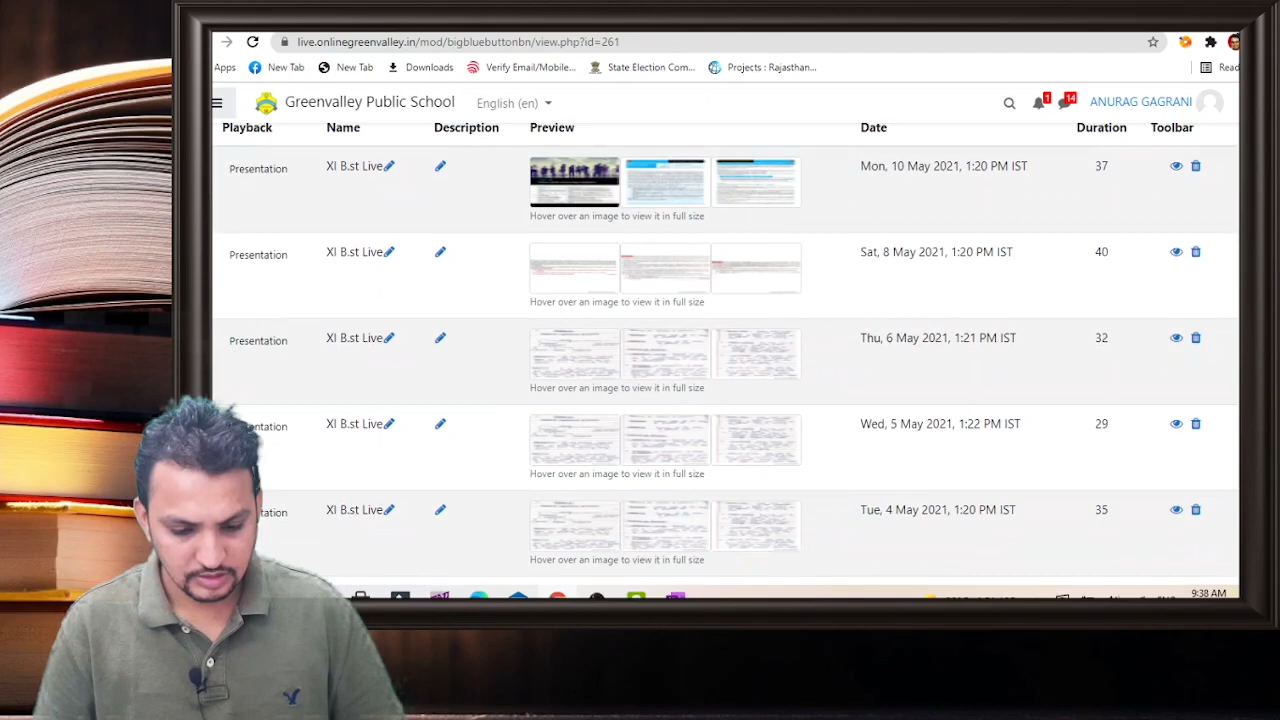 live.onlinegreenvalley.in/mod/bigbluebuttonbn/view.php?id=261
Apps New Tab New Tab Downloads Verify Email/Mobile... State Election Com... Projects : Rajasthan... Read
Greenvalley Public School English (en) 1 14 ANURAG GAGRANI
Playback Name Description Preview Date Duration Toolbar
Presentation XI B.st Live Mon, 10 May 2021, 1:20 PM IST 37
Hover over an image to view it in full size
Presentation XI B.st Live Sat, 8 May 2021, 1:20 PM IST 40
Hover over an image to view it in full size
Presentation XI B.st Live Thu, 6 May 2021, 1:21 PM IST 32
Hover over an image to view it in full size
ntation XI B.st Live Wed, 5 May 2021, 1:22 PM IST 29
Hover over an image to view it in full size
tation XI B.st Live Tue, 4 May 2021, 1:20 PM IST 35
Hover over an image to view it in full size
9:38 AM